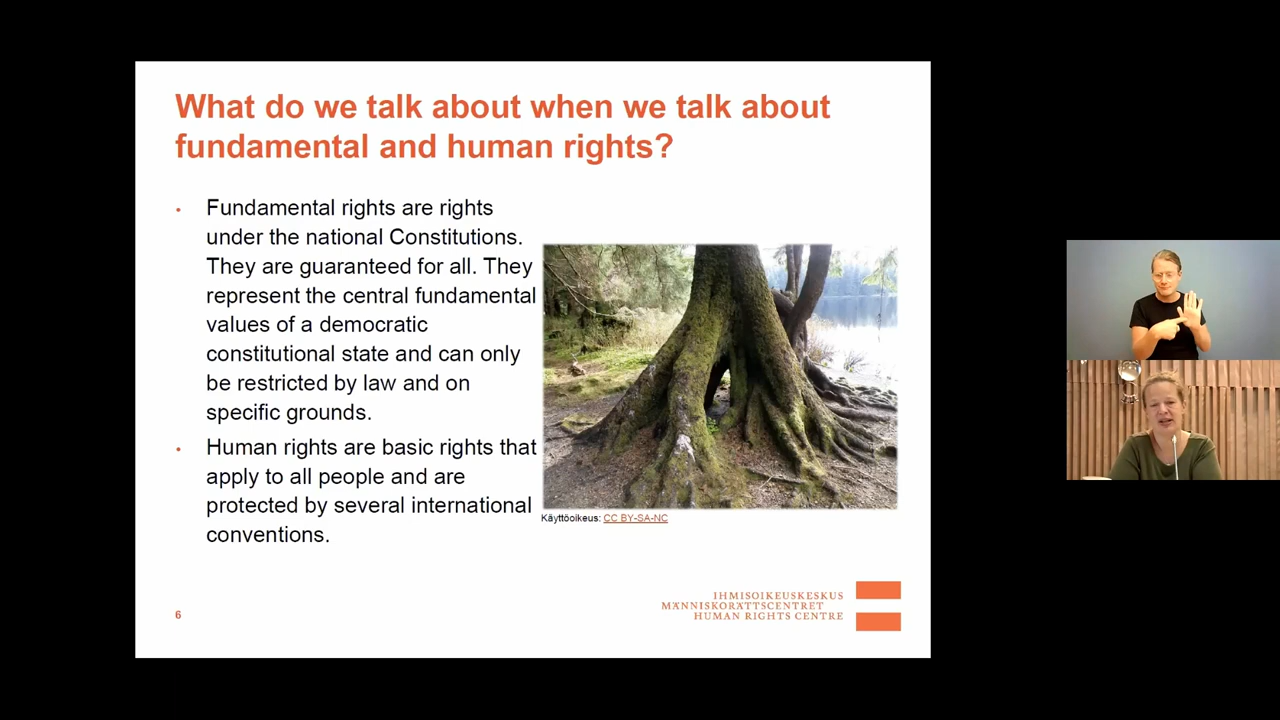 What do we talk about when we talk about
fundamental and human rights?
• Fundamental rights are rights
under the national Constitutions.
They are guaranteed for all. They
represent the central fundamental
values of a democratic
constitutional state and can only
be restricted by law and on
specific grounds.
• Human rights are basic rights that
apply to all people and are
protected by several international
conventions.
Käyttöoikeus: CC BY-SA-NC
6
IHMISOIKEUSKESKUS
MÄNNISKORÄTTSCENTRET
HUMAN RIGHTS CENTRE